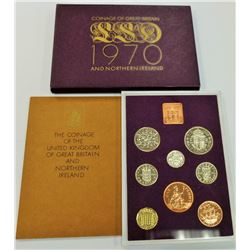 COINAGE OF GREAT BRITAIN
LSD
1970
AND NORTHERN IRELAND
THE COINAGE
OF THE
UNITED KINGDOM
OF GREAT BRITAIN
AND
NORTHERN
IRELAND